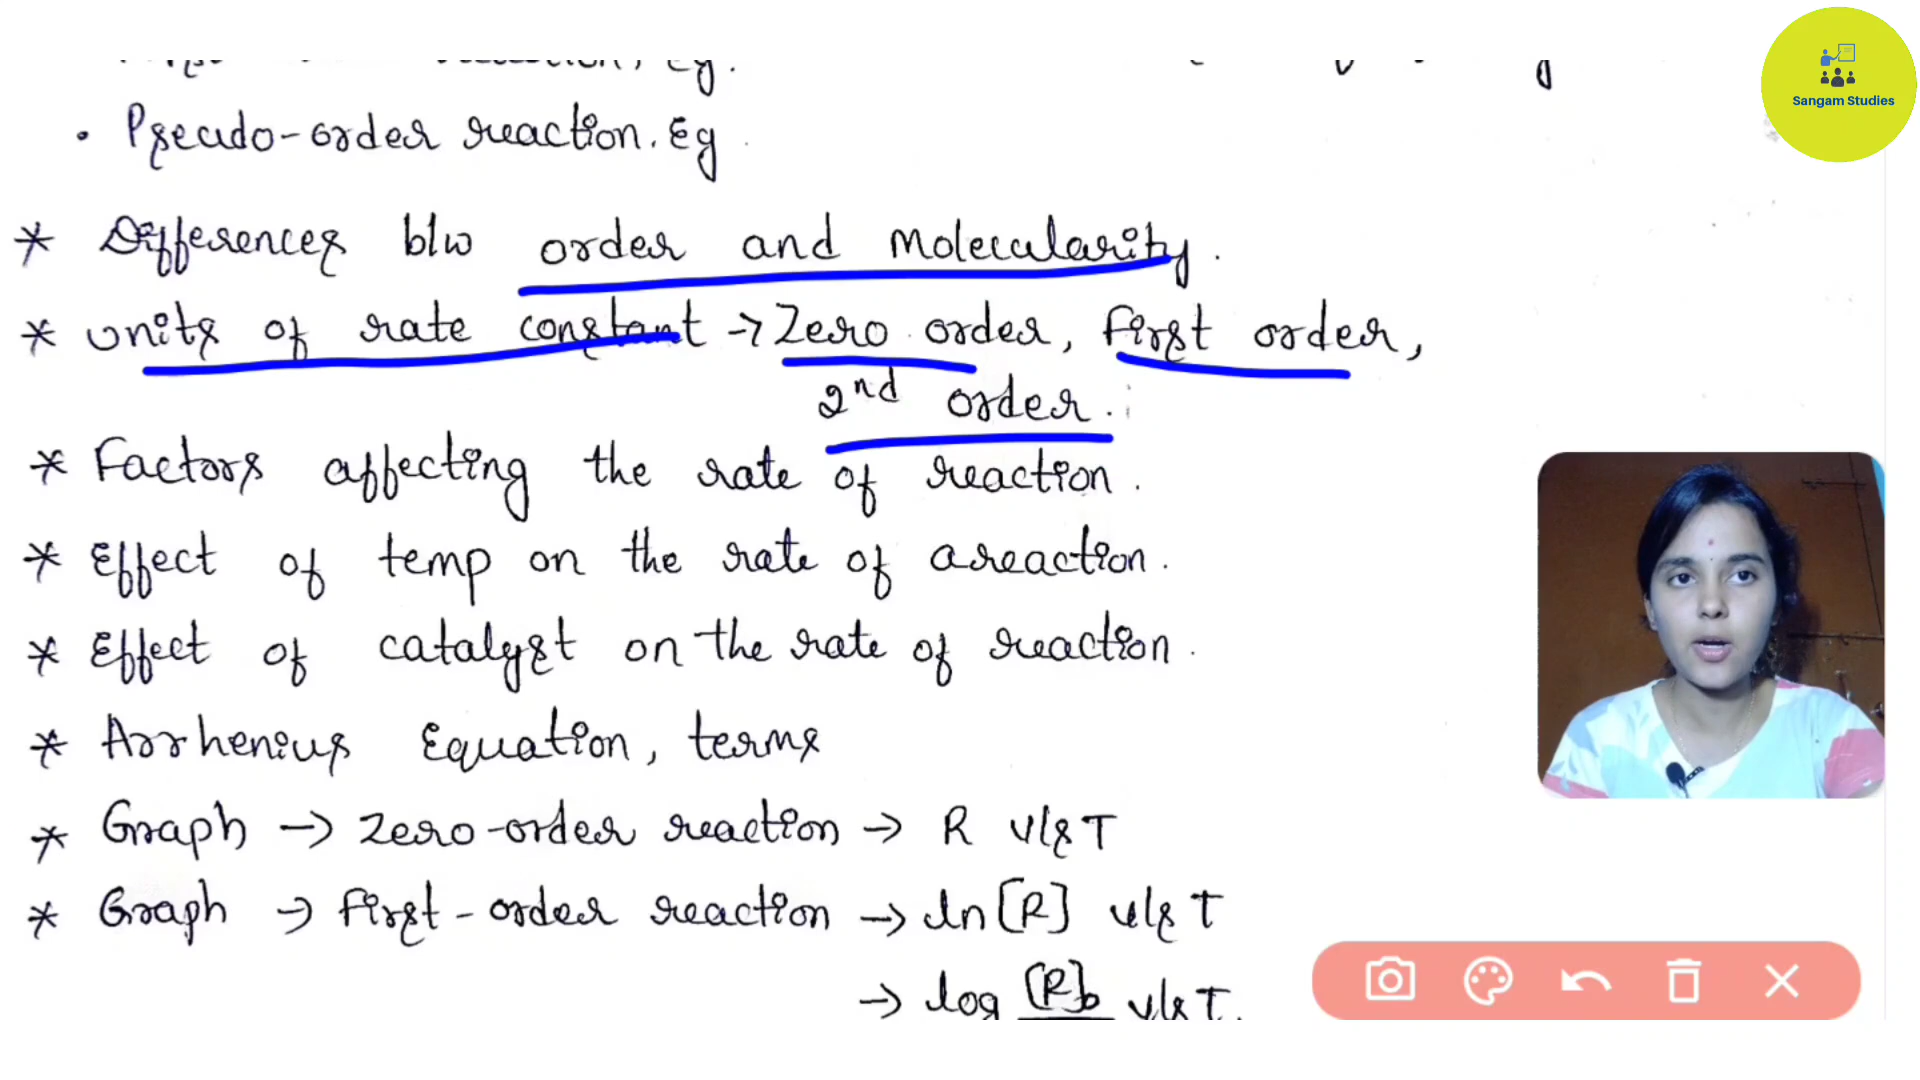 Eg.
• Pseudo-order reaction. Eg
Sangam Studies
* Differences b/w order and Molecularity.
* Units of rate constant → Zero order, First order,
2nd order.
* Factors affecting the rate of reaction.
* Effect of temp on the rate of a reaction.
* Effect of catalyst on the rate of reaction.
* Arrhenius Equation, terms
* Graph → Zero-order reaction → R v/s T
* Graph → First-order reaction → ln[R] v/s T
→ log [R]o v/s T.